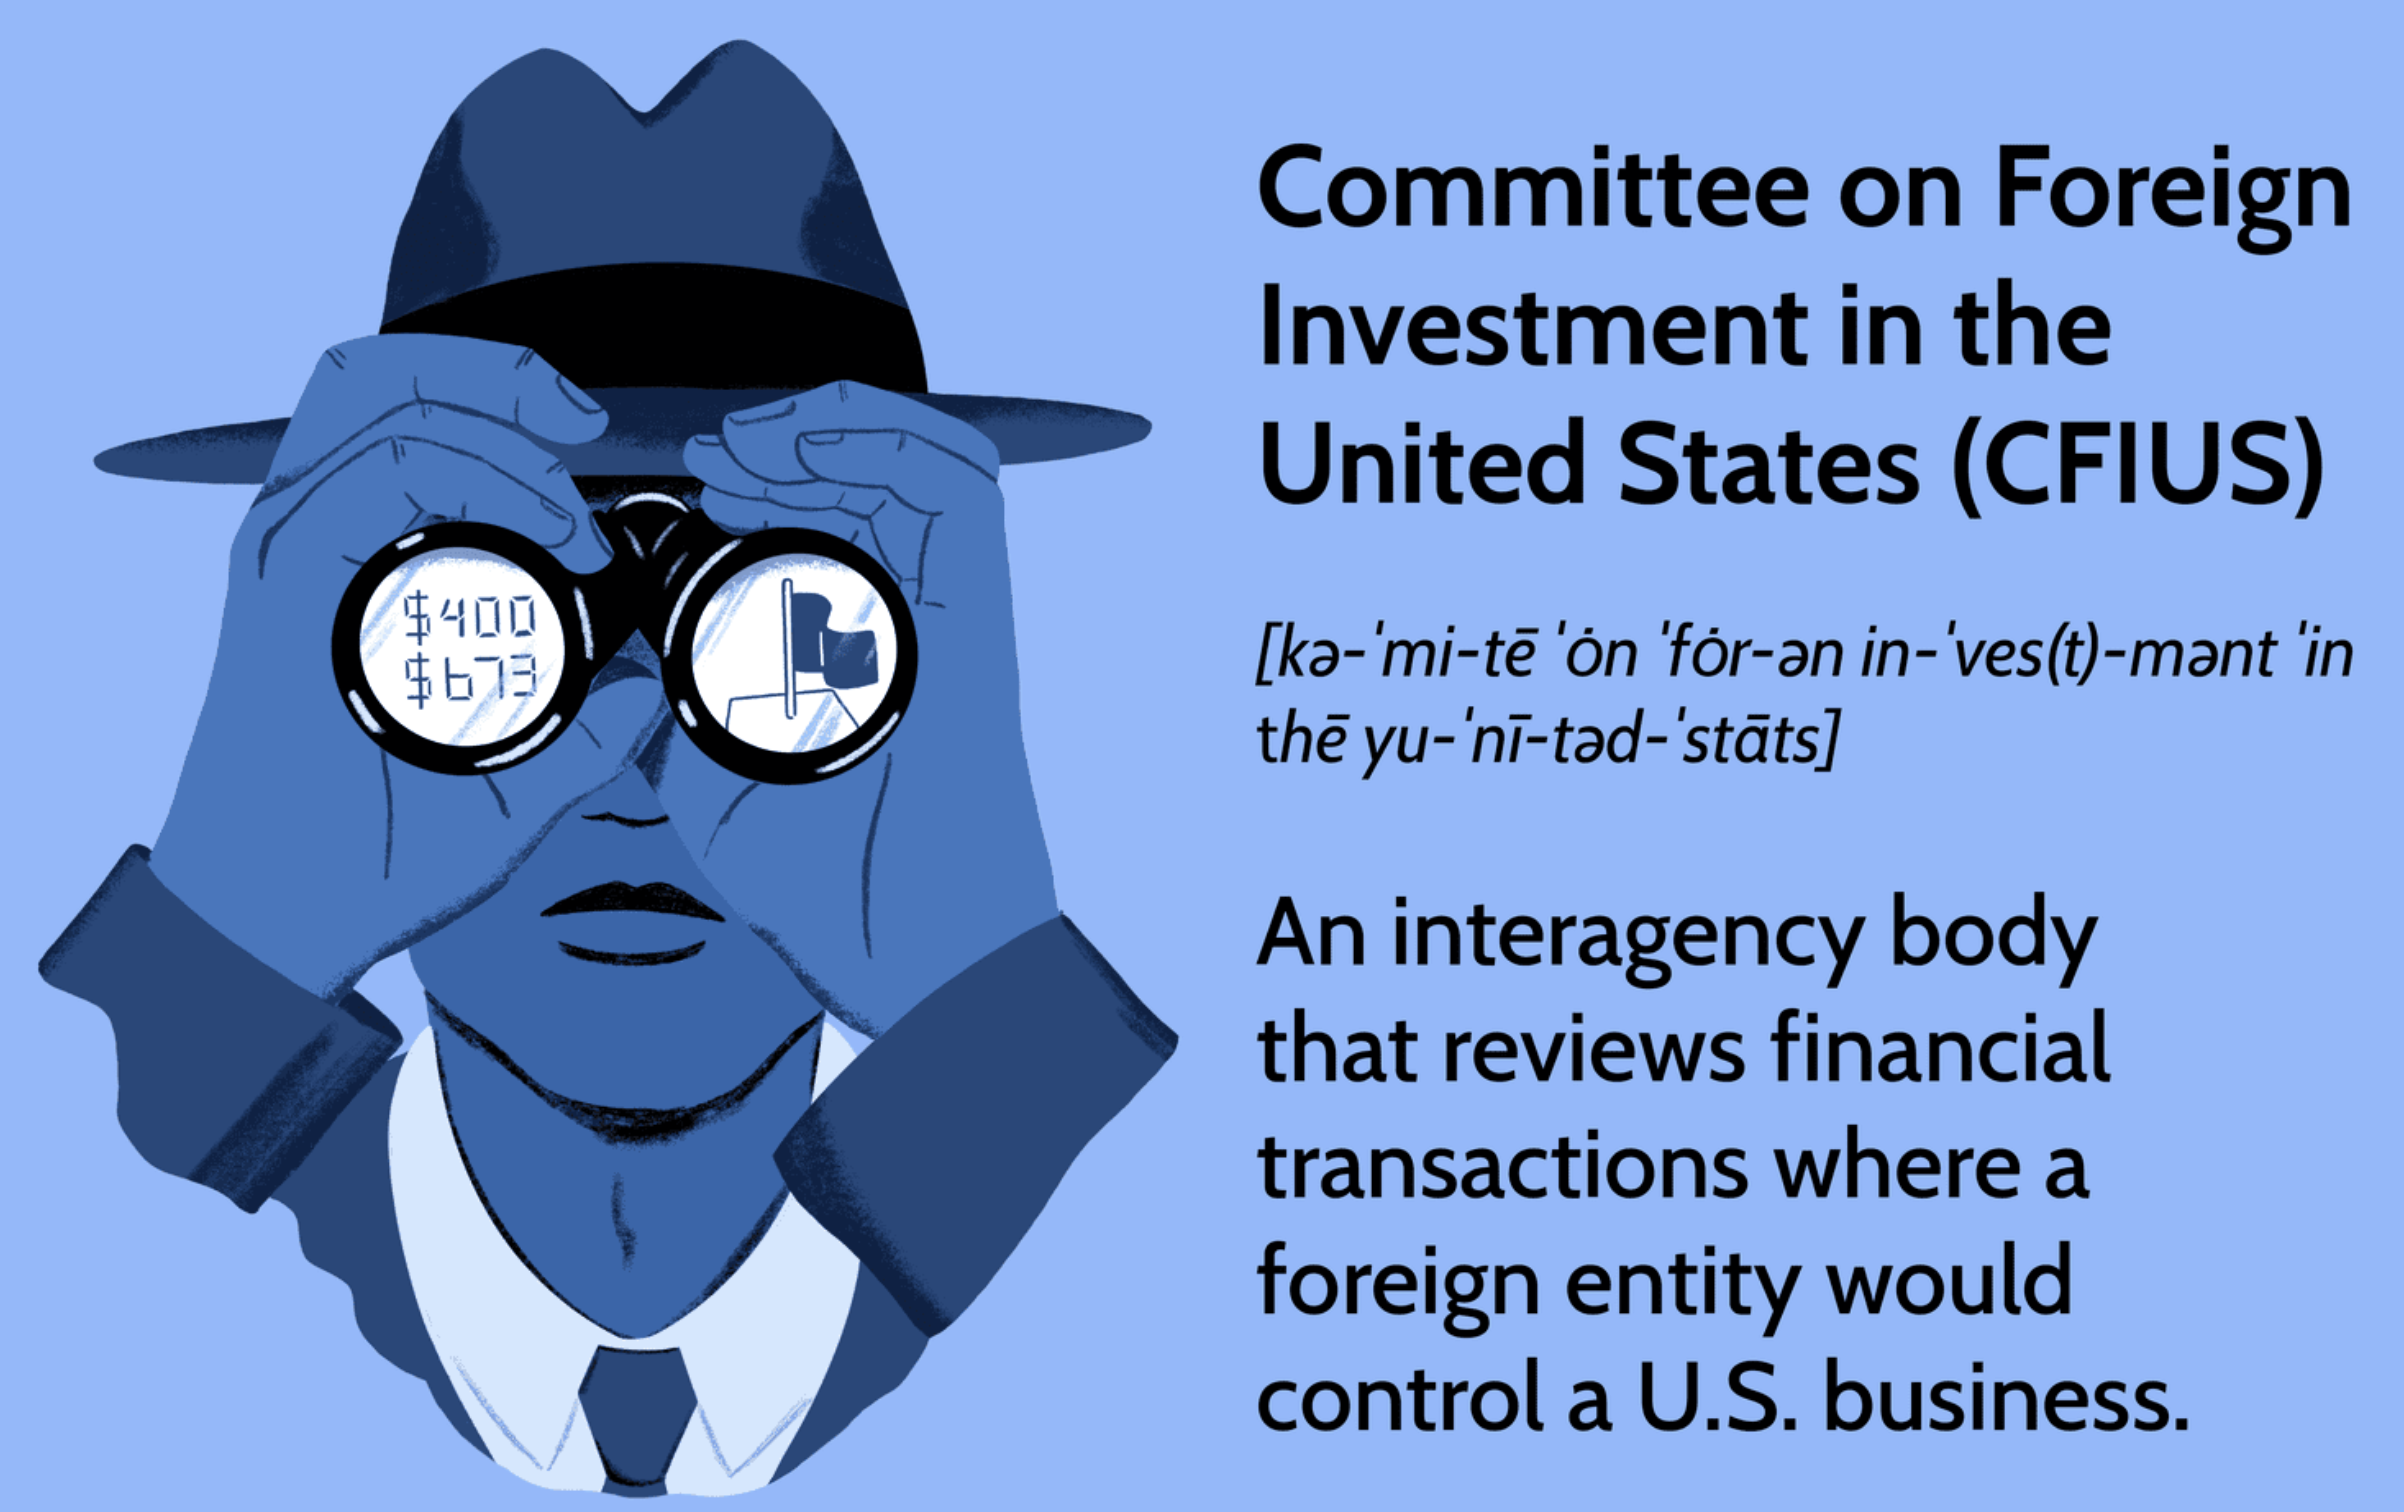 Committee on Foreign
Investment in the
United States (CFIUS)
[kə-ˈmi-tē ˈȯn ˈfȯr-ən in-ˈves(t)-mənt ˈin
thē yu-ˈnī-təd-ˈstāts]
An interagency body
that reviews financial
transactions where a
foreign entity would
control a U.S. business.
$400
$673